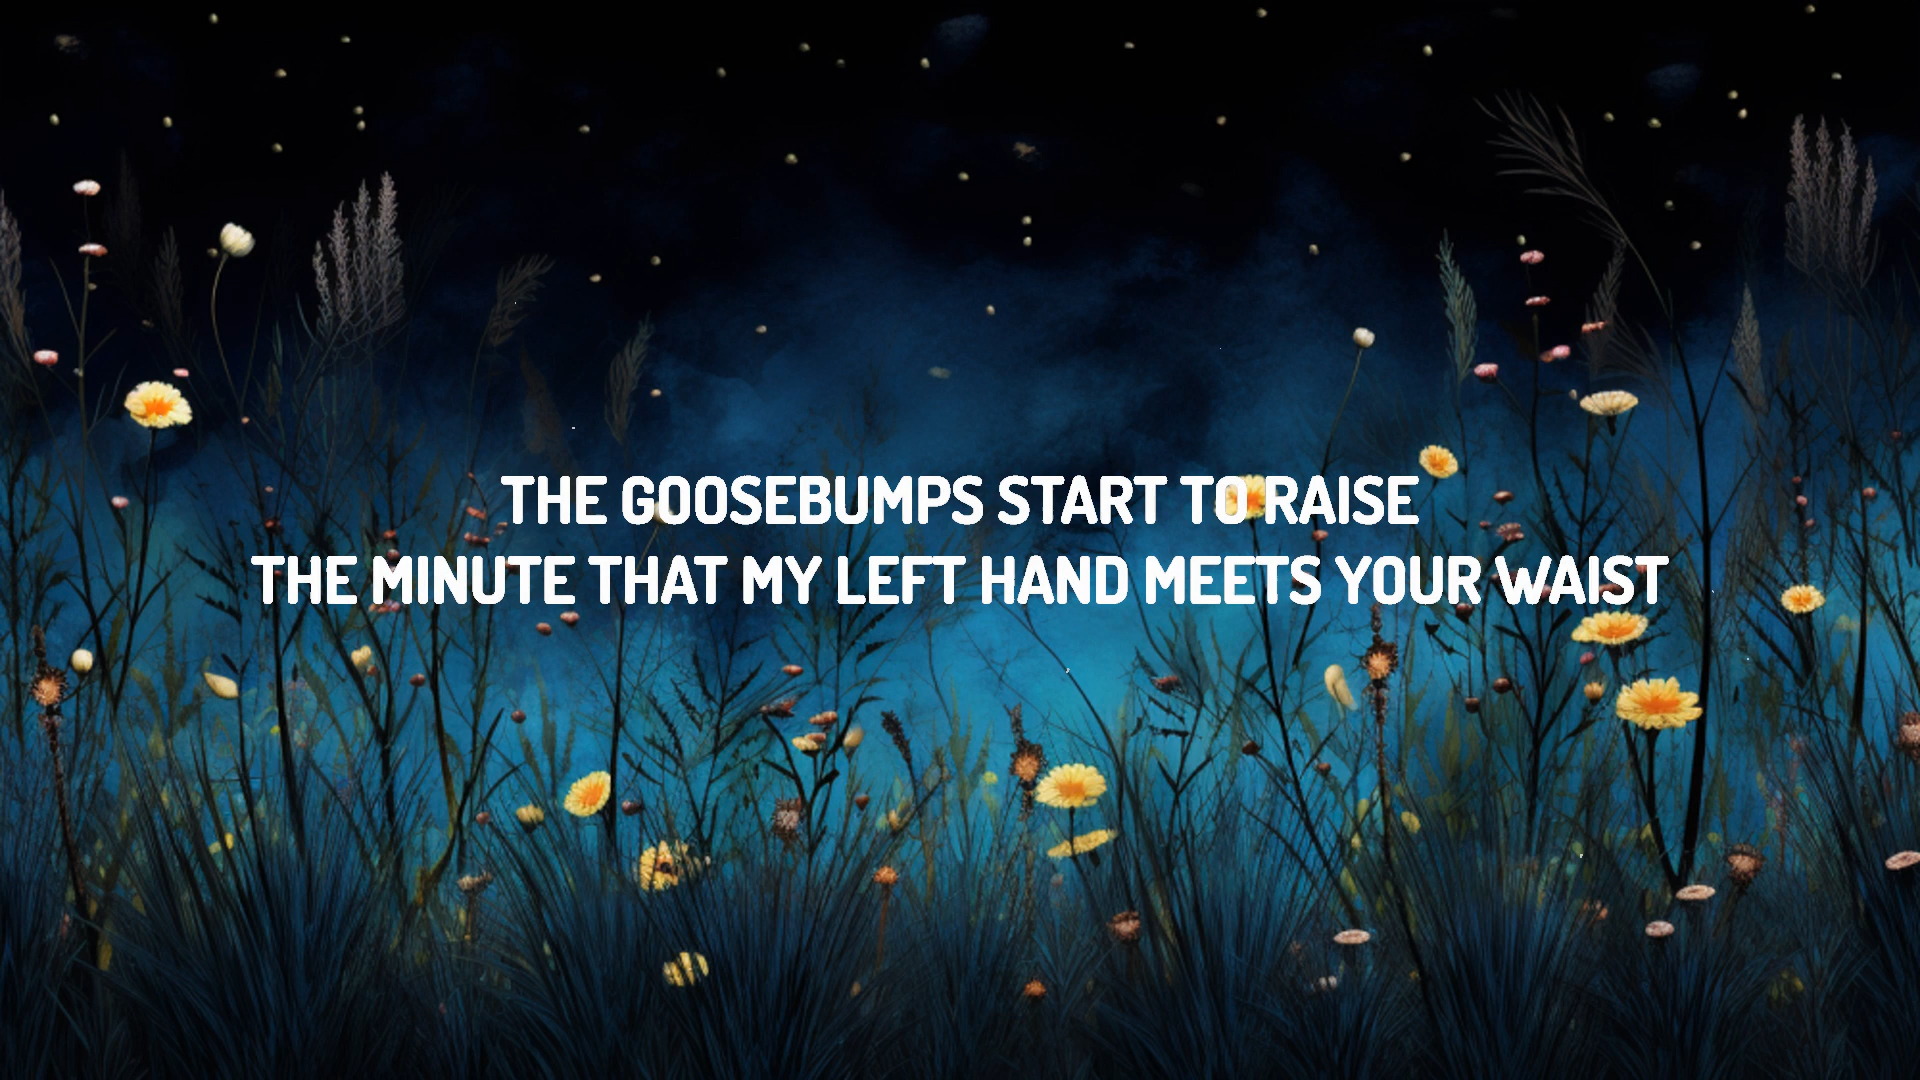 THE GOOSEBUMPS START TO RAISE
THE MINUTE THAT MY LEFT HAND MEETS YOUR WAIST